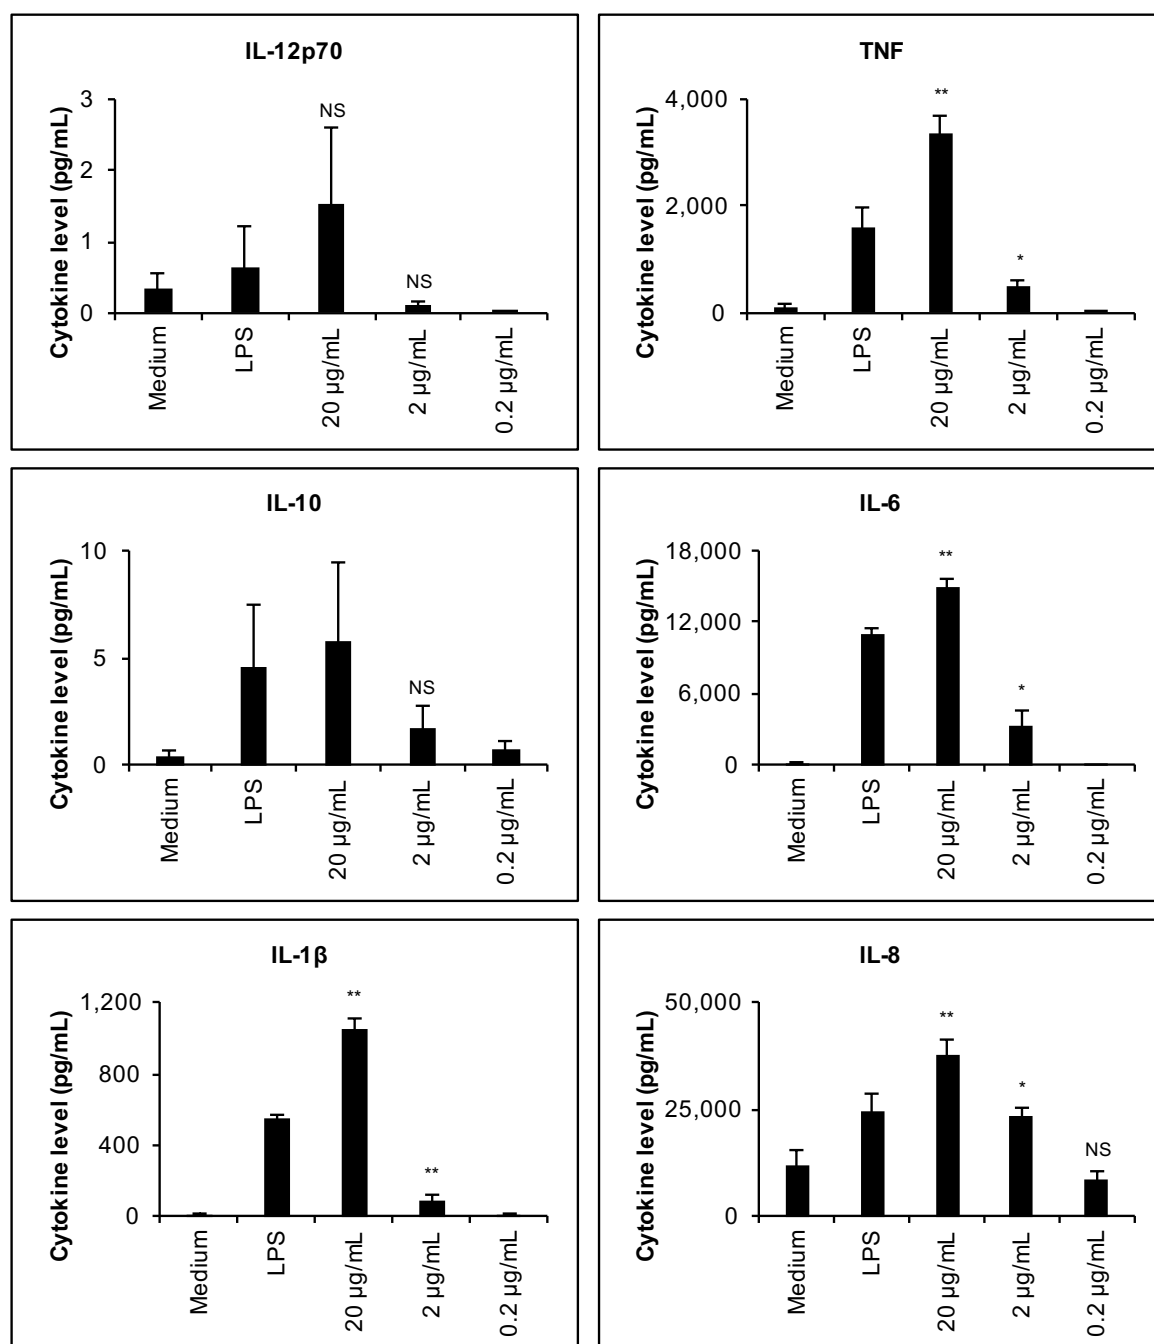 IL-12p70
Cytokine level (pg/mL)
3
NS
2
1
NS
0
Medium
LPS
20 µg/mL
2 µg/mL
0.2 µg/mL
TNF
Cytokine level (pg/mL)
4,000
**
2,000
*
0
Medium
LPS
20 µg/mL
2 µg/mL
0.2 µg/mL
IL-10
Cytokine level (pg/mL)
10
5
NS
0
Medium
LPS
20 µg/mL
2 µg/mL
0.2 µg/mL
IL-6
Cytokine level (pg/mL)
18,000
**
12,000
6,000
*
0
Medium
LPS
20 µg/mL
2 µg/mL
0.2 µg/mL
IL-1β
Cytokine level (pg/mL)
1,200
**
800
400
**
0
Medium
LPS
20 µg/mL
2 µg/mL
0.2 µg/mL
IL-8
Cytokine level (pg/mL)
50,000
**
*
25,000
NS
0
Medium
LPS
20 µg/mL
2 µg/mL
0.2 µg/mL